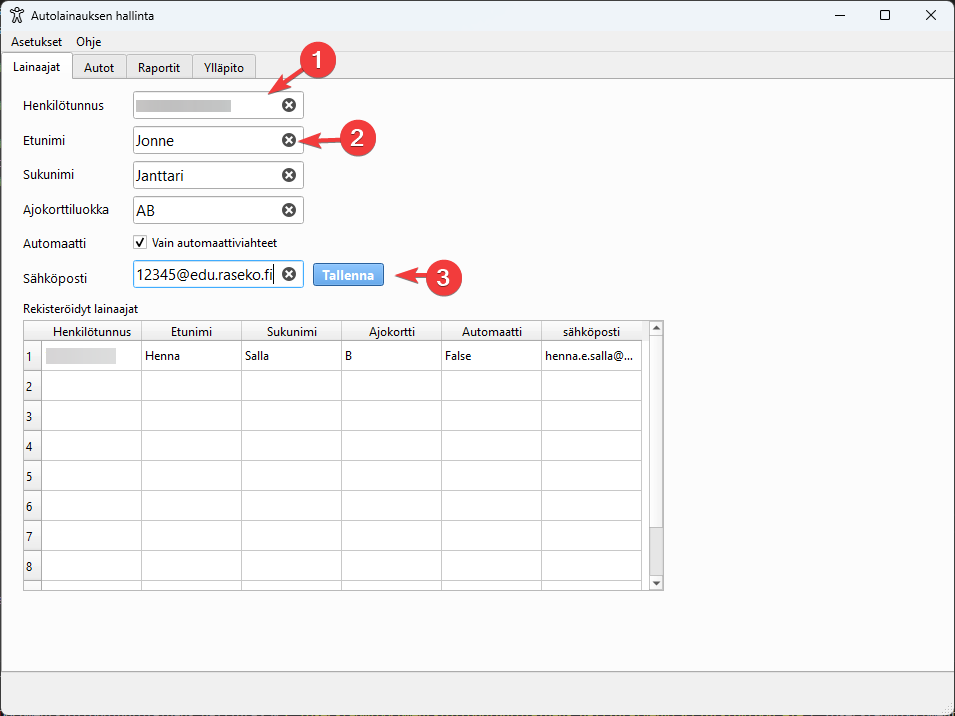 Autolainauksen hallinta
Asetukset Ohje
Lainaajat Autot Raportit Ylläpito
1
Henkilötunnus
Etunimi Jonne
2
Sukunimi Janttari
Ajokorttiluokka AB
Automaatti Vain automaattiviahteet
Sähköposti 12345@edu.raseko.fi Tallenna
3
Rekisteröidyt lainaajat
Henkilötunnus Etunimi Sukunimi Ajokortti Automaatti sähköposti
1 Henna Salla B False henna.e.salla@...
2
3
4
5
6
7
8